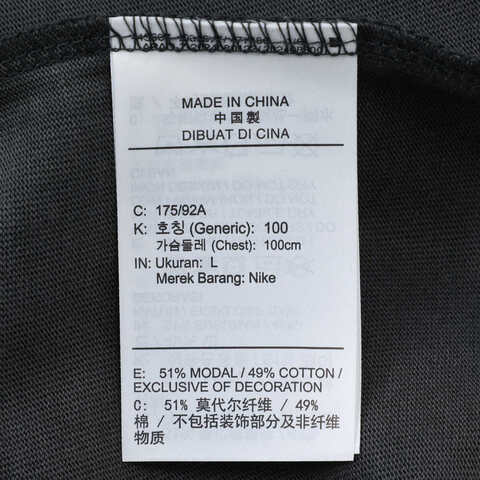 MADE IN CHINA
中国製
DIBUAT DI CINA
C: 175/92A
K: 호칭 (Generic): 100
가슴둘레 (Chest): 100cm
IN: Ukuran: L
Merek Barang: Nike
E: 51% MODAL / 49% COTTON /
EXCLUSIVE OF DECORATION
C: 51% 莫代尔纤维 / 49%
棉 / 不包括装饰部分及非纤维
物质